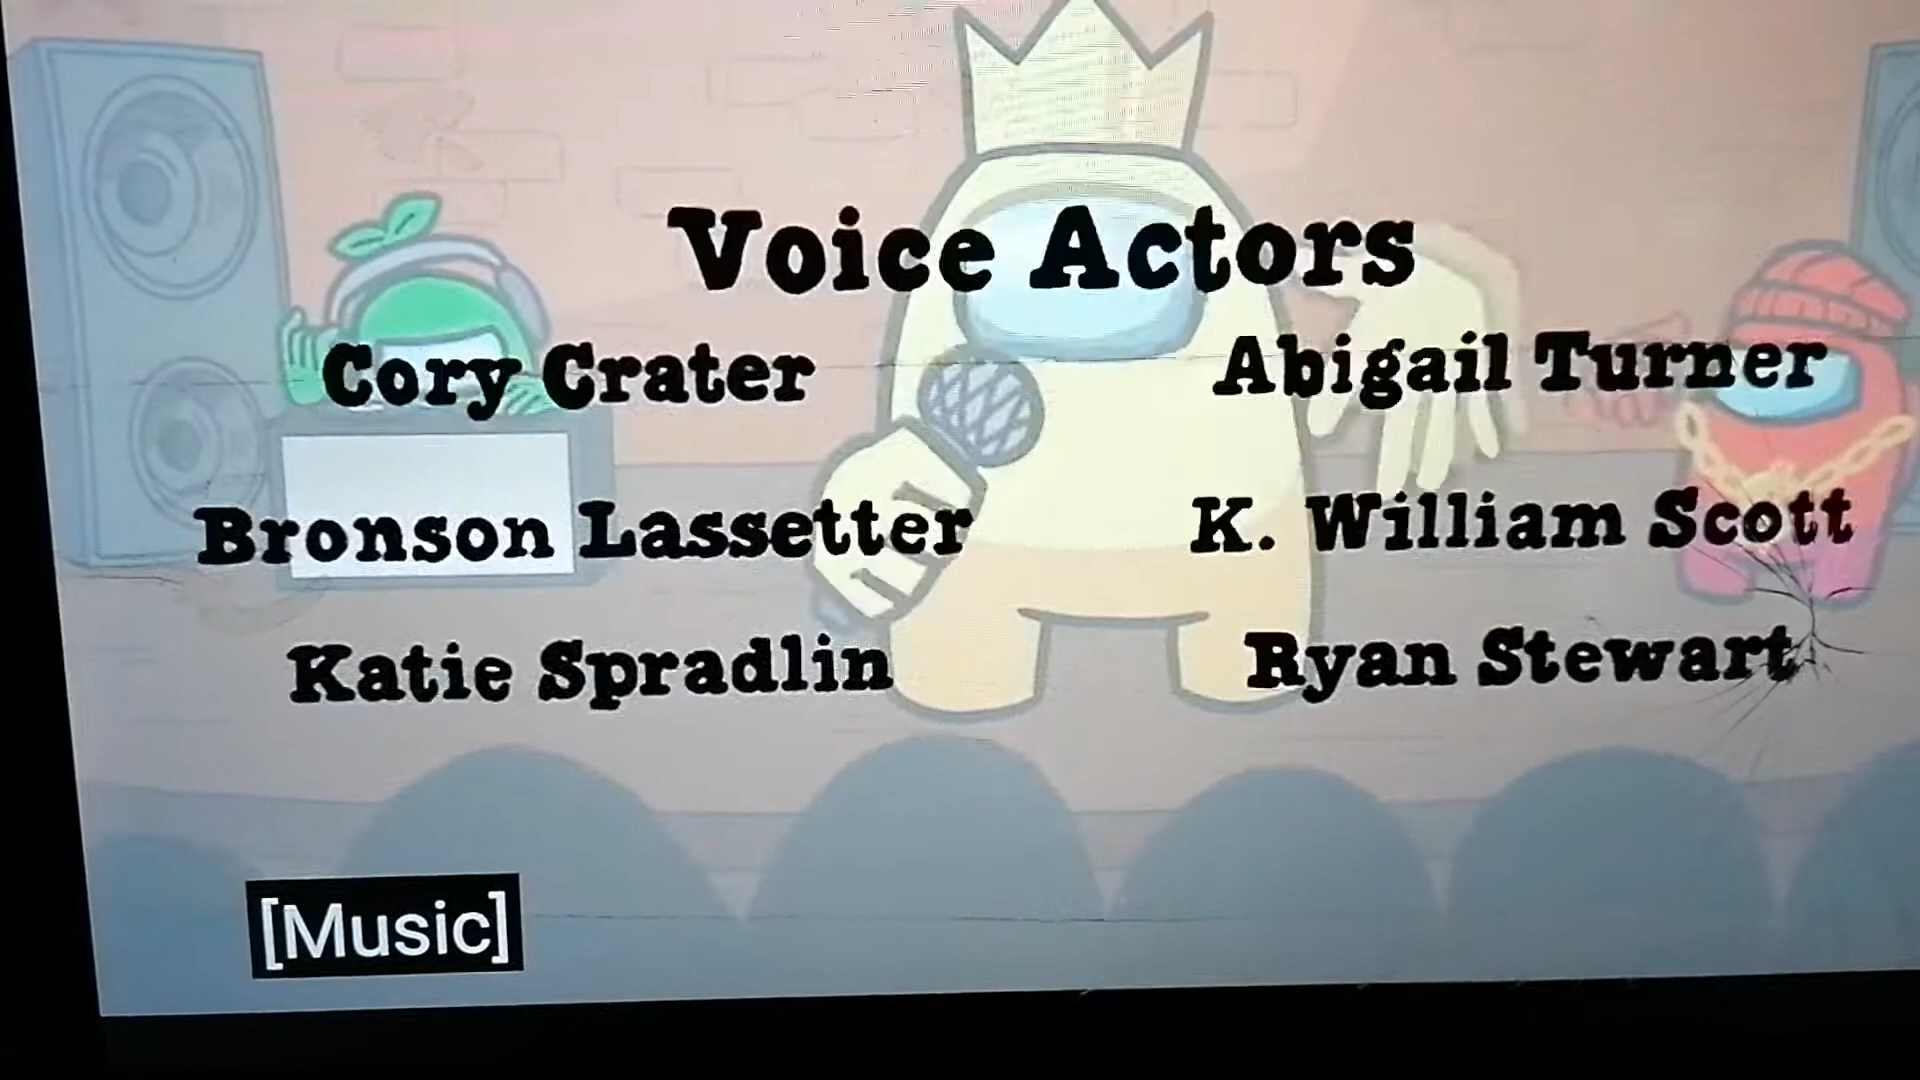 Voice Actors
Cory Crater
Abigail Turner
Bronson Lassetter
K. William Scott
Katie Spradlin
Ryan Stewart
[Music]